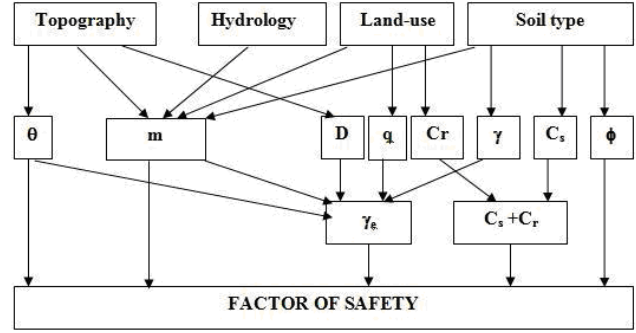 Topography Hydrology Land-use Soil type
θ m D q Cr γ Cs ϕ
γe Cs +Cr
FACTOR OF SAFETY